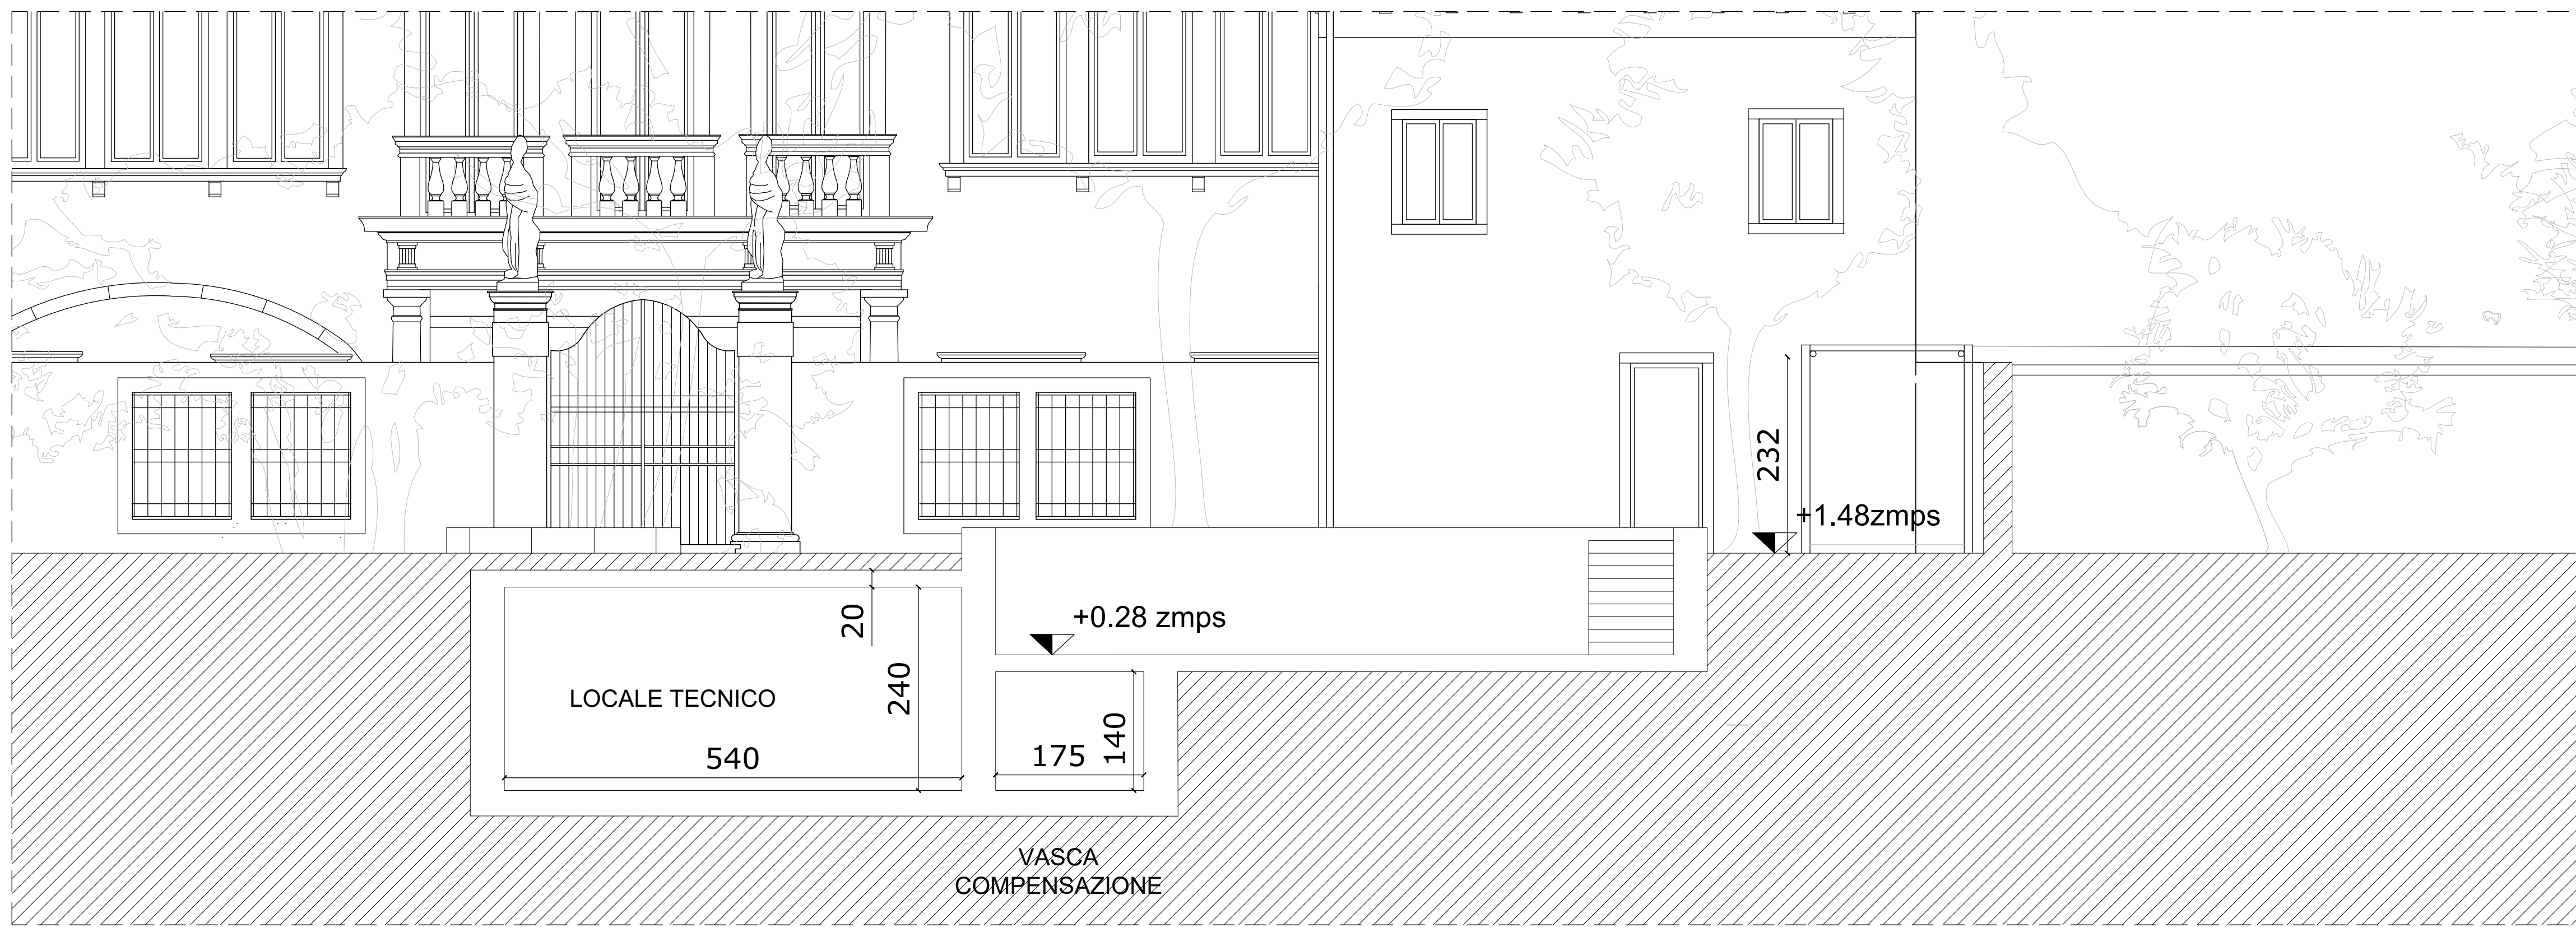 232
+1.48zmps
20
+0.28 zmps
240
LOCALE TECNICO
540
175
140
VASCA
COMPENSAZIONE